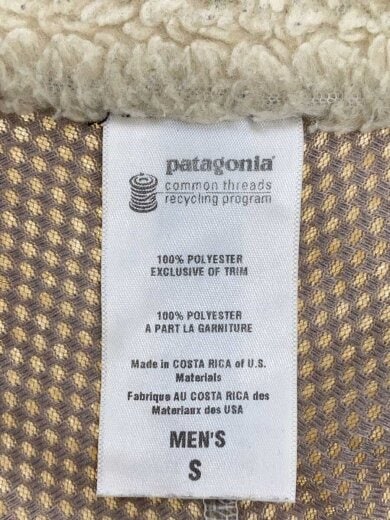 patagonia®
common threads
recycling program
100% POLYESTER
EXCLUSIVE OF TRIM
100% POLYESTER
A PART LA GARNITURE
Made in COSTA RICA of U.S.
Materials
Fabrique AU COSTA RICA des
Materiaux des USA
MEN'S
S